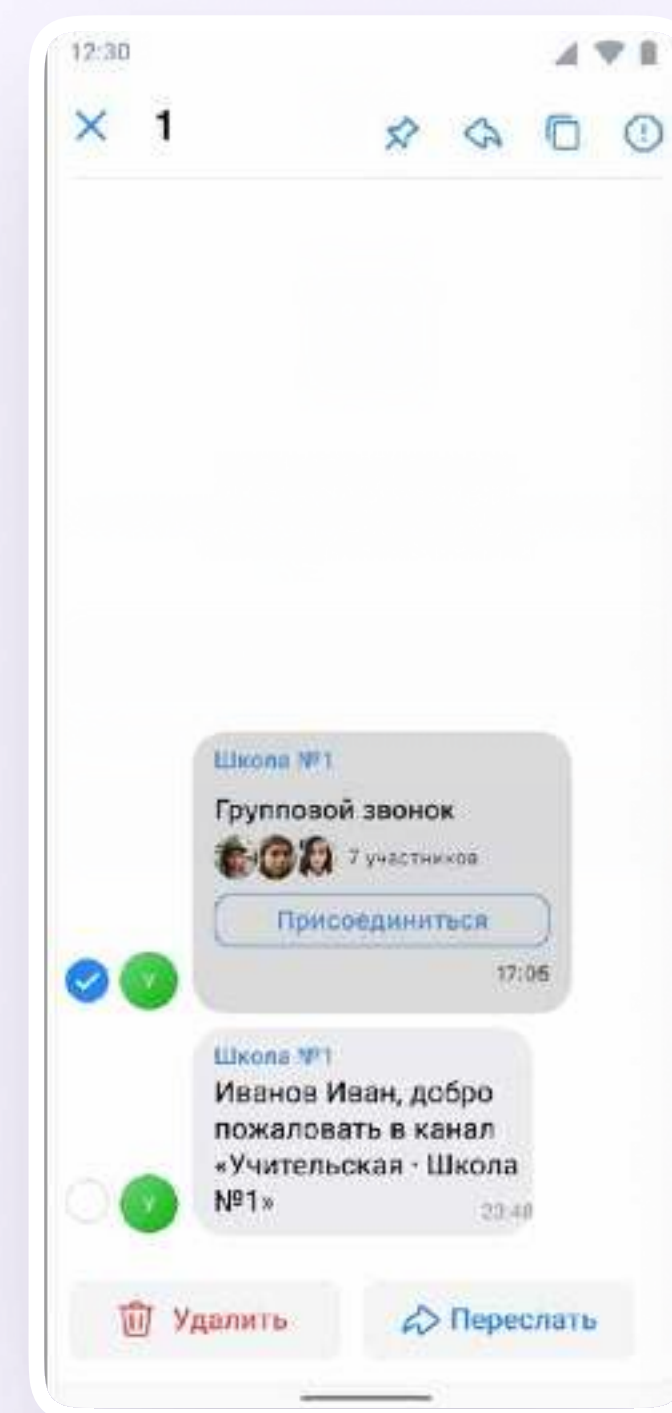 12:30
1
Школа №1
Групповой звонок
7 участников
Присоединиться
17:05
У
Школа №1
Иванов Иван, добро
пожаловать в канал
«Учительская · Школа
№1»
23:48
У
Удалить
Переслать